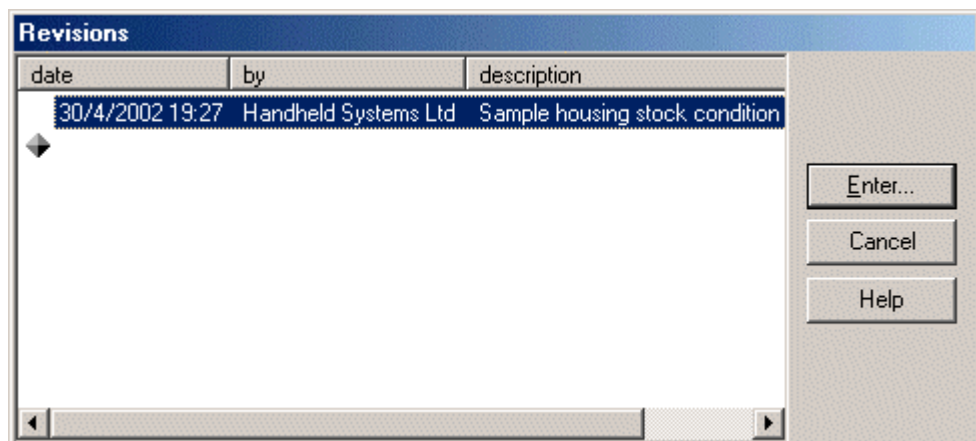 Revisions
date by description
30/4/2002 19:27 Handheld Systems Ltd Sample housing stock condition
Enter...
Cancel
Help